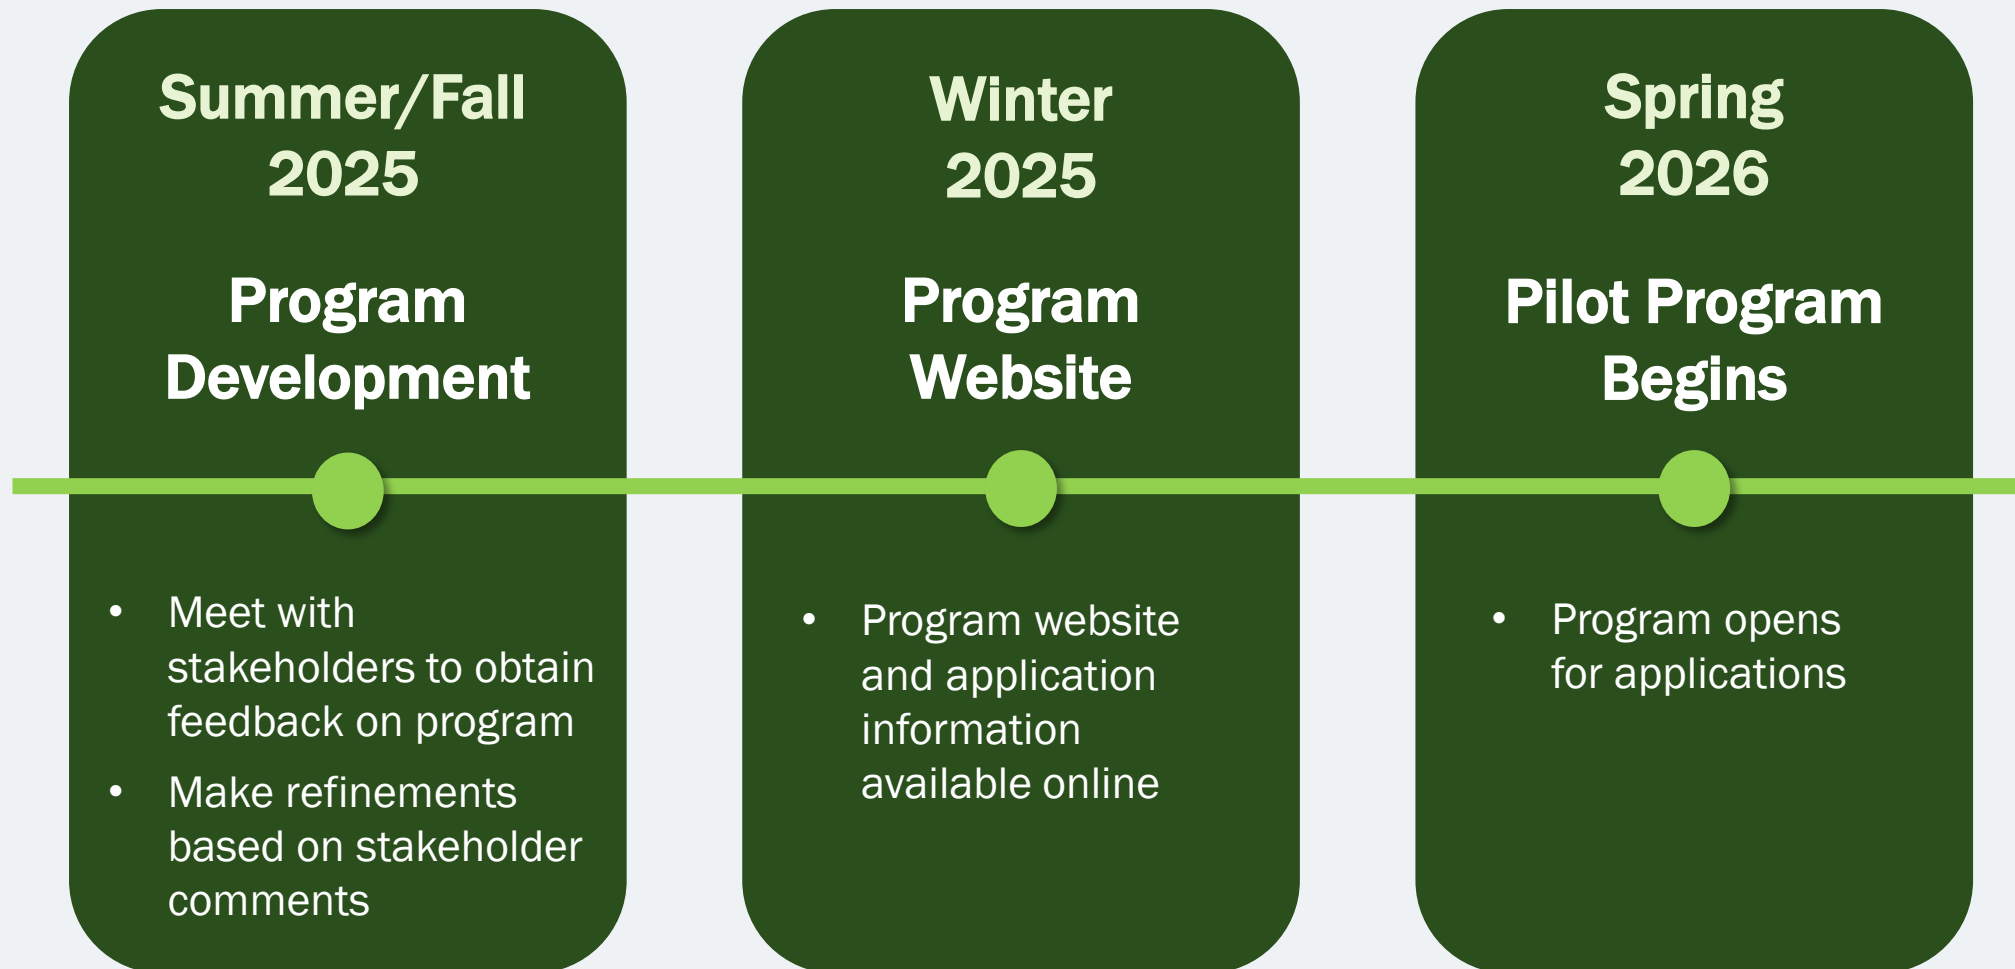 Summer/Fall
2025
Program
Development
• Meet with
stakeholders to obtain
feedback on program
• Make refinements
based on stakeholder
comments
Winter
2025
Program
Website
• Program website
and application
information
available online
Spring
2026
Pilot Program
Begins
• Program opens
for applications